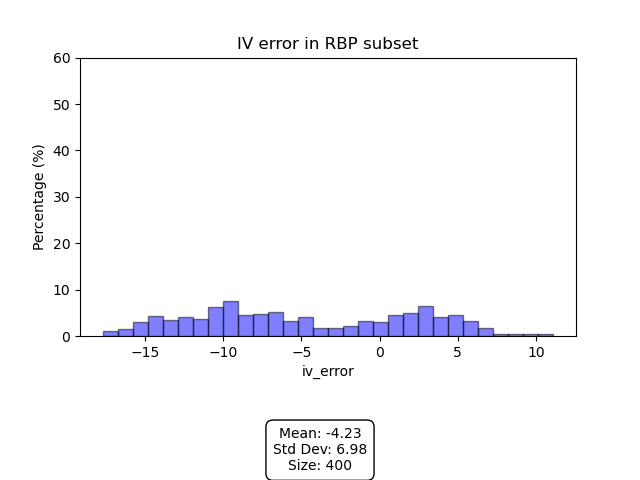 IV error in RBP subset
60
50
40
30
20
10
0
Percentage (%)
−15
−10
−5
0
5
10
iv_error
Mean: -4.23
Std Dev: 6.98
Size: 400